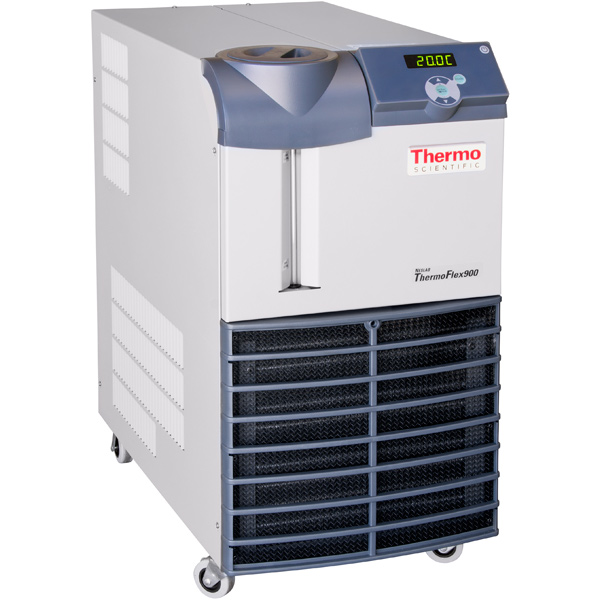 20.0C
Thermo
SCIENTIFIC
NESLAB
ThermoFlex900